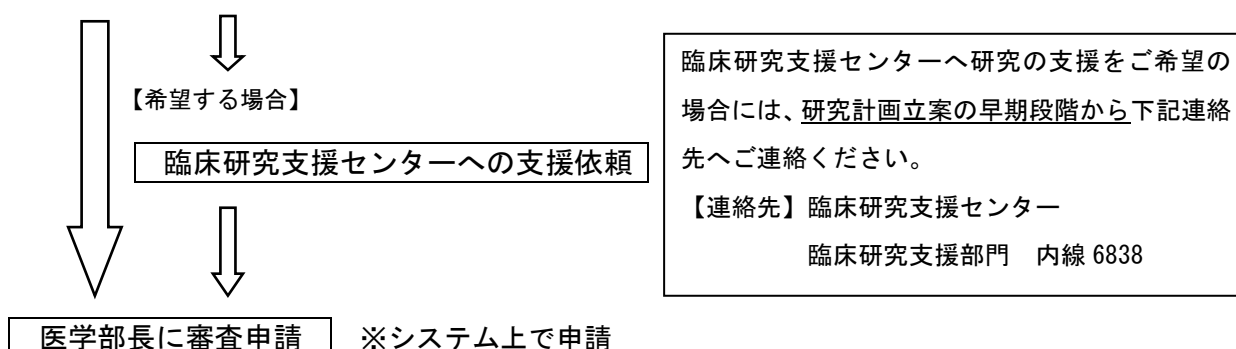 【希望する場合】
臨床研究支援センターへの支援依頼
臨床研究支援センターへ研究の支援をご希望の
場合には、研究計画立案の早期段階から下記連絡
先へご連絡ください。
【連絡先】臨床研究支援センター
臨床研究支援部門　内線 6838
医学部長に審査申請　※システム上で申請